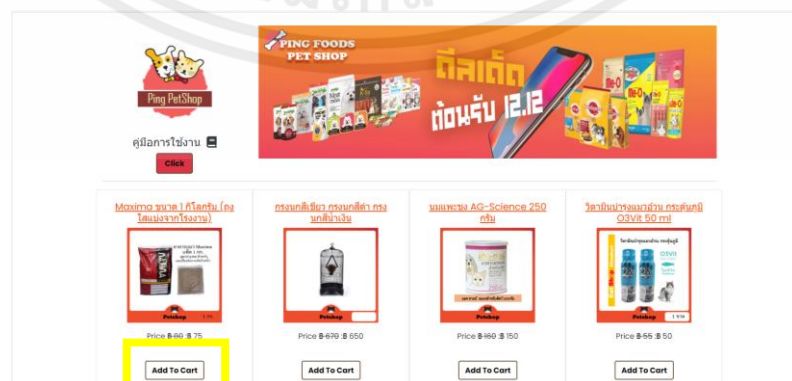 PING FOODS
PET SHOP
ดีลเด็ด
ต้อนรับ 12.12
Ping PetShop
คู่มือการใช้งาน
Click
Maxima ขนาด 1 กิโลกรัม (ถุงใสแบ่งจากโรงงาน)
กรงนกสีเขียว กรงนกสีดำ กรงนกสีน้ำเงิน
นมแพะชง AG-Science 250 กรัม
วิตามินบำรุงแมวอ้วน กระตุ้นภูมิ O3Vit 50 ml
Petshop
Petshop
Petshop
Petshop
Price ฿ 80 ฿ 75
Price ฿ 670 ฿ 650
Price ฿ 160 ฿ 150
Price ฿ 55 ฿ 50
Add To Cart
Add To Cart
Add To Cart
Add To Cart